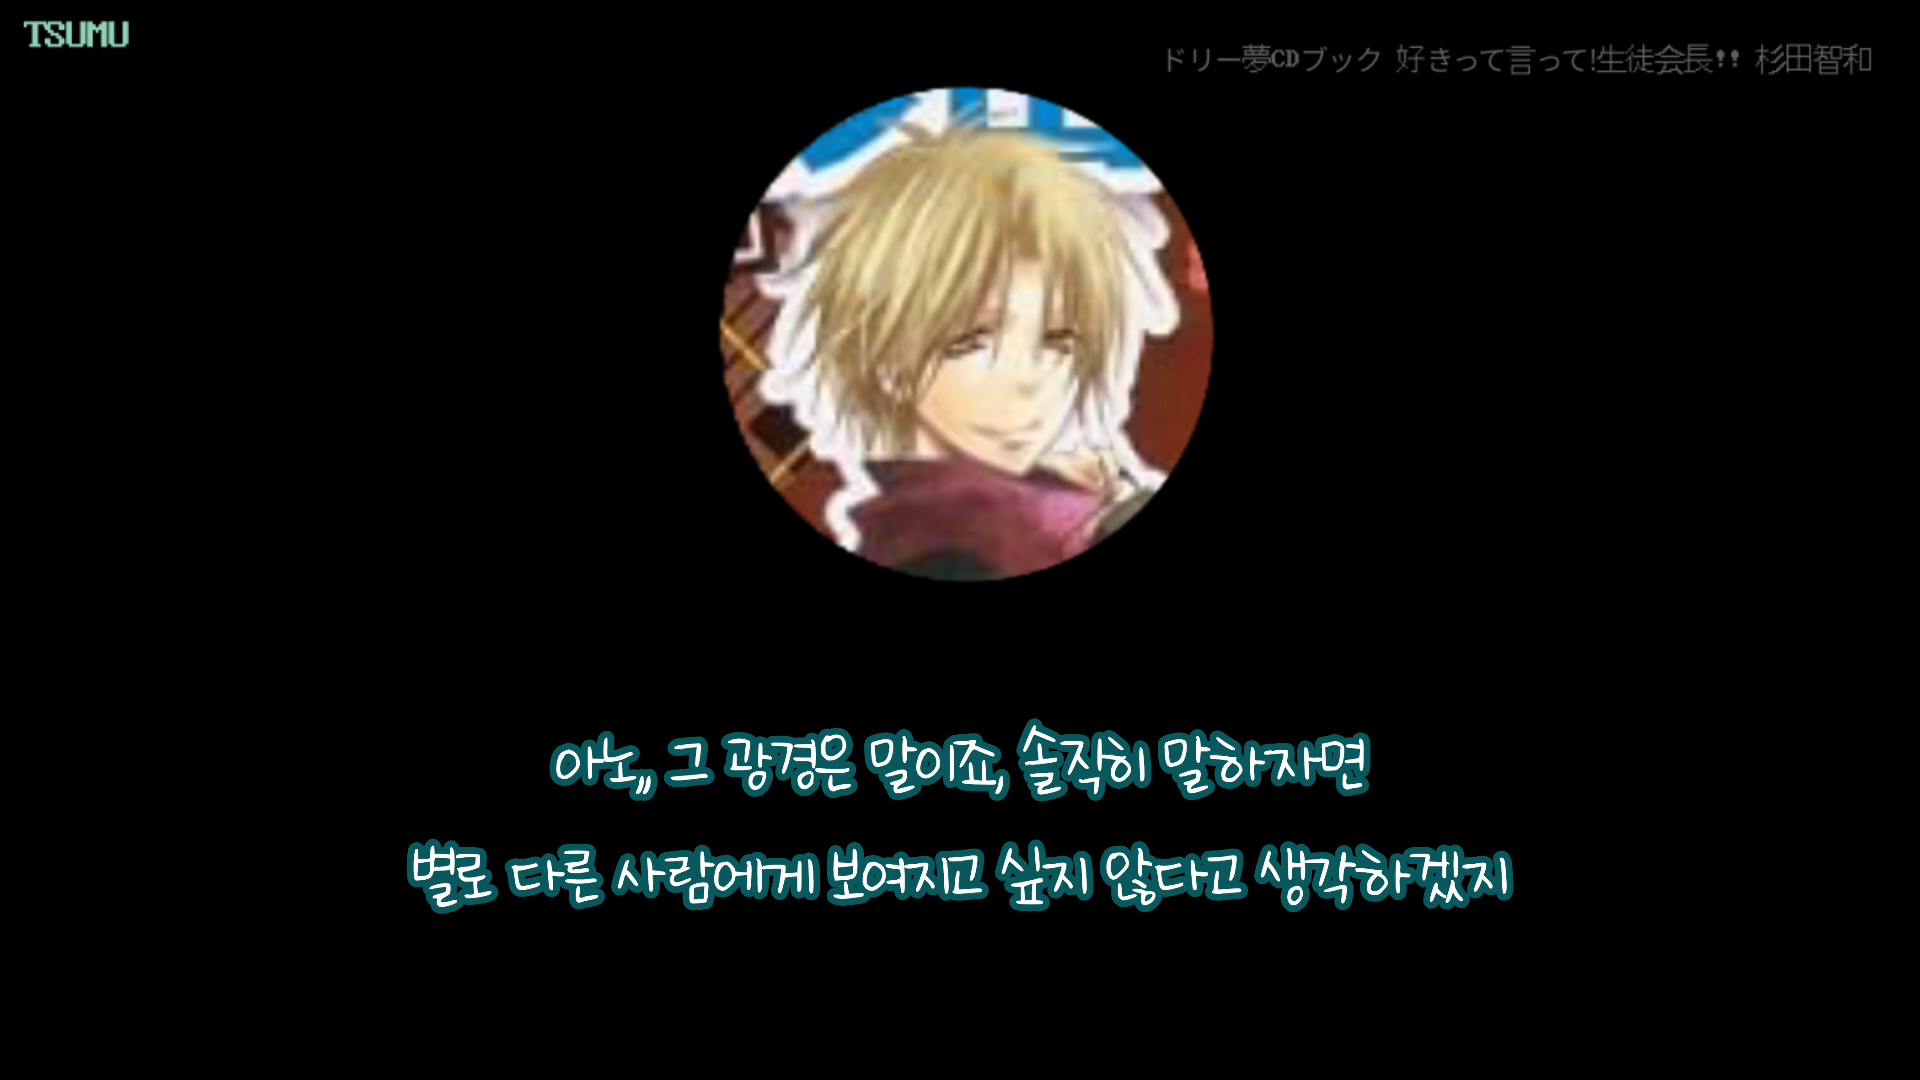 TSUMU
ドリー夢CDブック 好きって言って!生徒会長!! 杉田智和
아노,, 그 광경은 말이죠, 솔직히 말하자면
별로 다른 사람에게 보여지고 싶지 않다고 생각하겠지